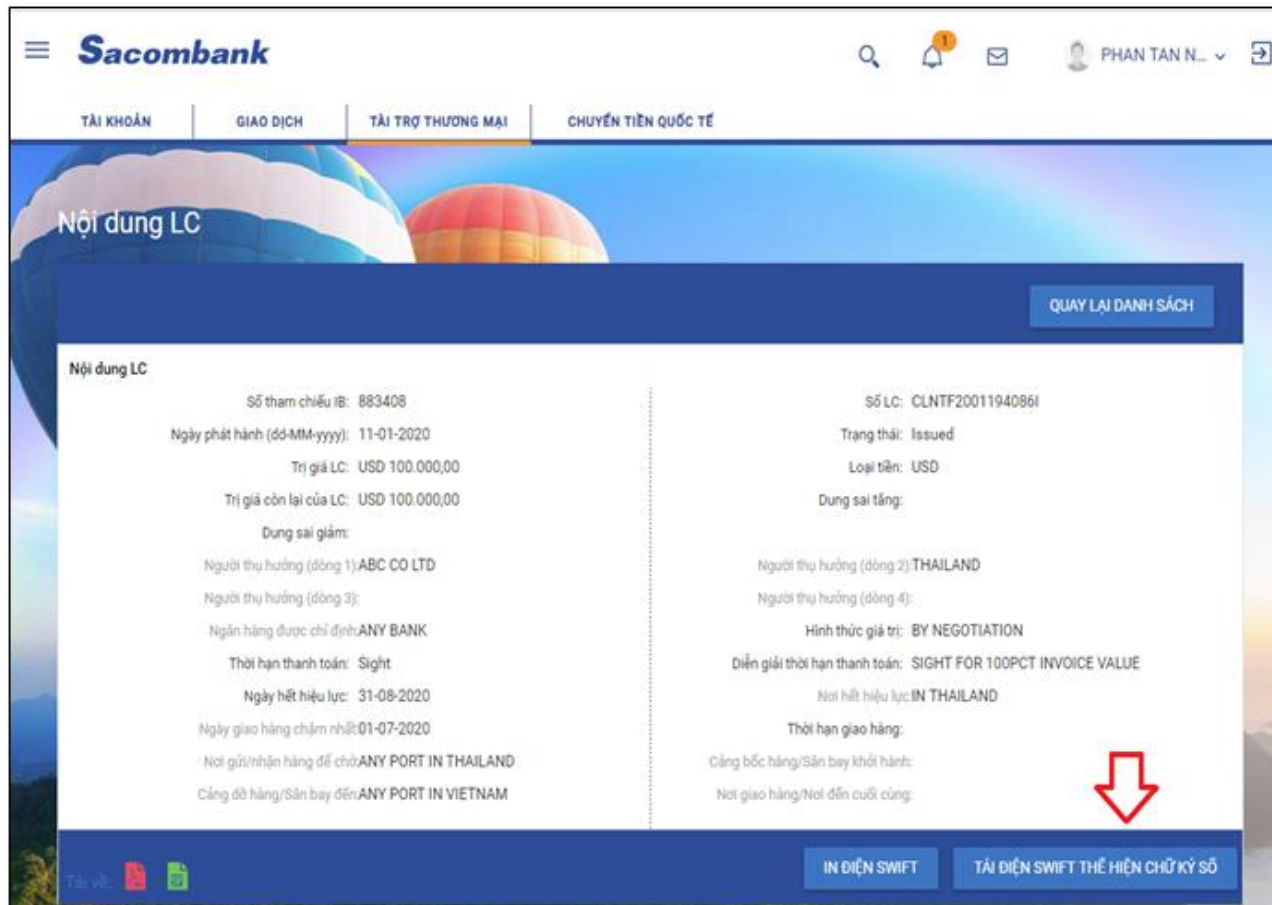 Sacombank
1
PHAN TAN N...
TÀI KHOẢN
GIAO DỊCH
TÀI TRỢ THƯƠNG MẠI
CHUYỂN TIỀN QUỐC TẾ
Nội dung LC
QUAY LẠI DANH SÁCH
Nội dung LC
Số tham chiếu IB: 883408
Số LC: CLNTF2001194086I
Ngày phát hành (dd-MM-yyyy): 11-01-2020
Trạng thái: Issued
Trị giá LC: USD 100.000,00
Loại tiền: USD
Trị giá còn lại của LC: USD 100.000,00
Dung sai tăng:
Dung sai giảm:
Người thụ hưởng (dòng 1): ABC CO LTD
Người thụ hưởng (dòng 2): THAILAND
Người thụ hưởng (dòng 3):
Người thụ hưởng (dòng 4):
Ngân hàng được chỉ định: ANY BANK
Hình thức giá trị: BY NEGOTIATION
Thời hạn thanh toán: Sight
Diễn giải thời hạn thanh toán: SIGHT FOR 100PCT INVOICE VALUE
Ngày hết hiệu lực: 31-08-2020
Nơi hết hiệu lực: IN THAILAND
Ngày giao hàng chậm nhất: 01-07-2020
Thời hạn giao hàng:
Nơi gửi/nhận hàng để chở: ANY PORT IN THAILAND
Cảng bốc hàng/Sân bay khởi hành:
Cảng dỡ hàng/Sân bay đến: ANY PORT IN VIETNAM
Nơi giao hàng/Nơi đến cuối cùng:
Tải về:
IN ĐIỆN SWIFT
TẢI ĐIỆN SWIFT THỂ HIỆN CHỮ KÝ SỐ